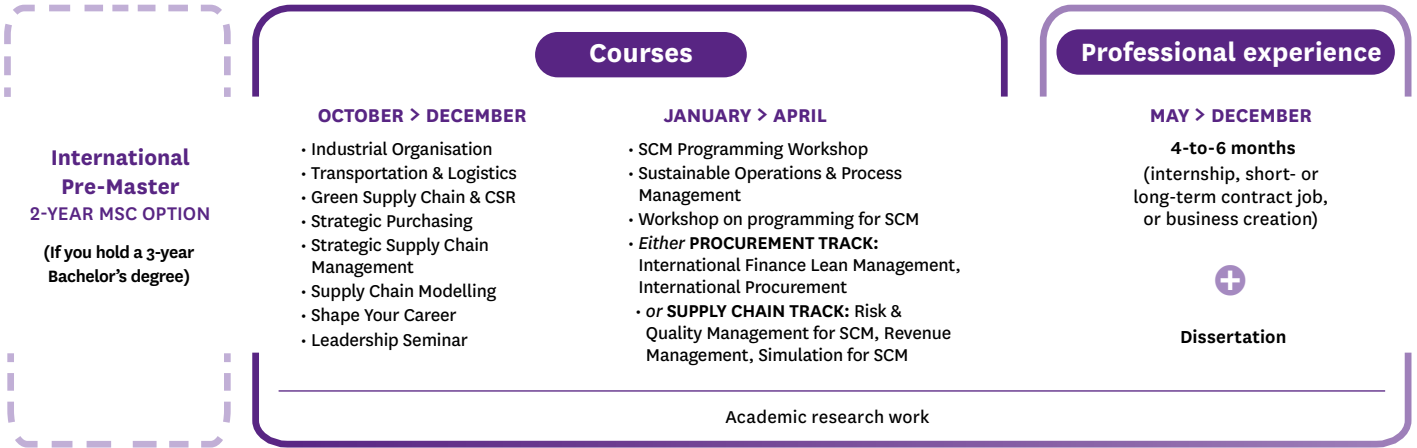 International
Pre-Master
2-YEAR MSC OPTION
(If you hold a 3-year
Bachelor's degree)
Courses
OCTOBER > DECEMBER
• Industrial Organisation
• Transportation & Logistics
• Green Supply Chain & CSR
• Strategic Purchasing
• Strategic Supply Chain
Management
• Supply Chain Modelling
• Shape Your Career
• Leadership Seminar
JANUARY > APRIL
• SCM Programming Workshop
• Sustainable Operations & Process
Management
• Workshop on programming for SCM
• Either PROCUREMENT TRACK:
International Finance Lean Management,
International Procurement
• or SUPPLY CHAIN TRACK: Risk &
Quality Management for SCM, Revenue
Management, Simulation for SCM
Professional experience
MAY > DECEMBER
4-to-6 months
(internship, short- or
long-term contract job,
or business creation)
+
Dissertation
Academic research work